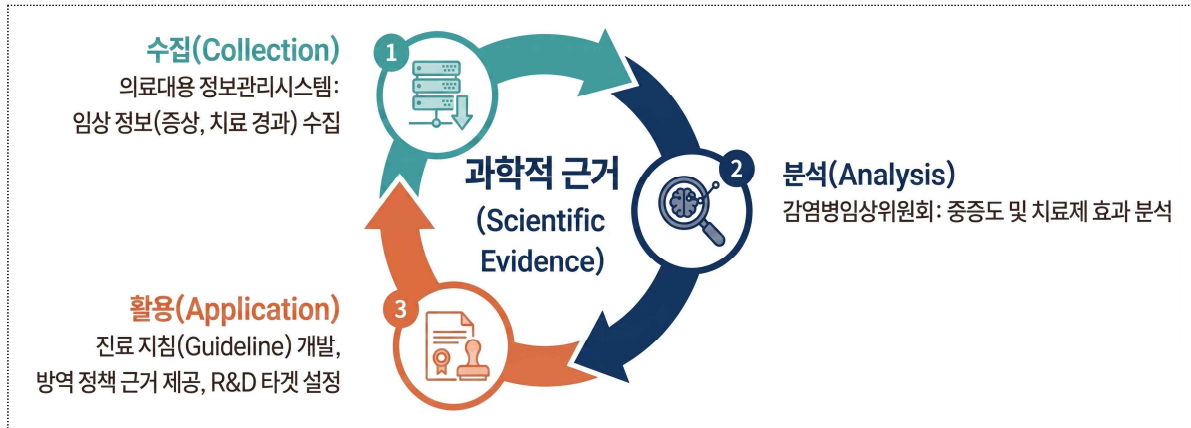 1
수집(Collection)
의료대용 정보관리시스템:
임상 정보(증상, 치료 경과) 수집
과학적 근거
(Scientific
Evidence)
2
분석(Analysis)
감염병임상위원회: 중증도 및 치료제 효과 분석
3
활용(Application)
진료 지침(Guideline) 개발,
방역 정책 근거 제공, R&D 타겟 설정